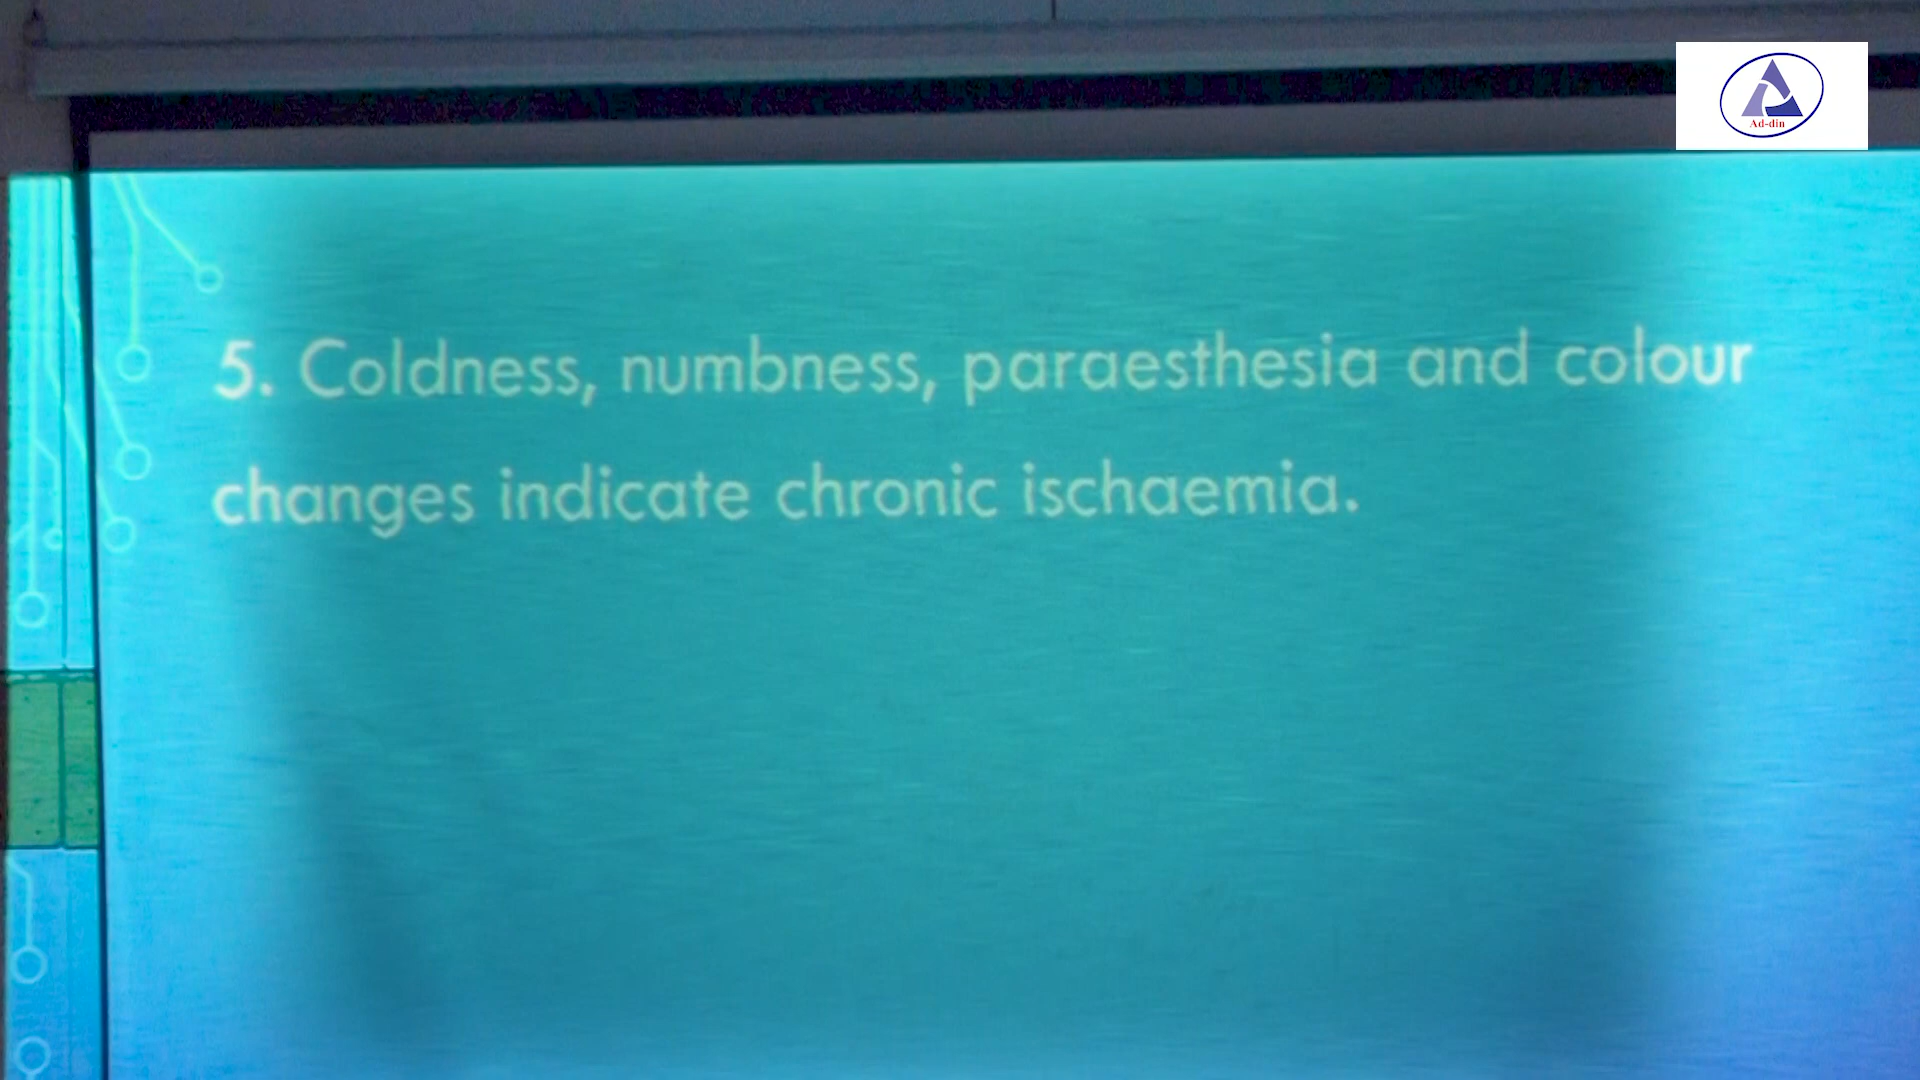 Ad-din
5. Coldness, numbness, paraesthesia and colour
changes indicate chronic ischaemia.